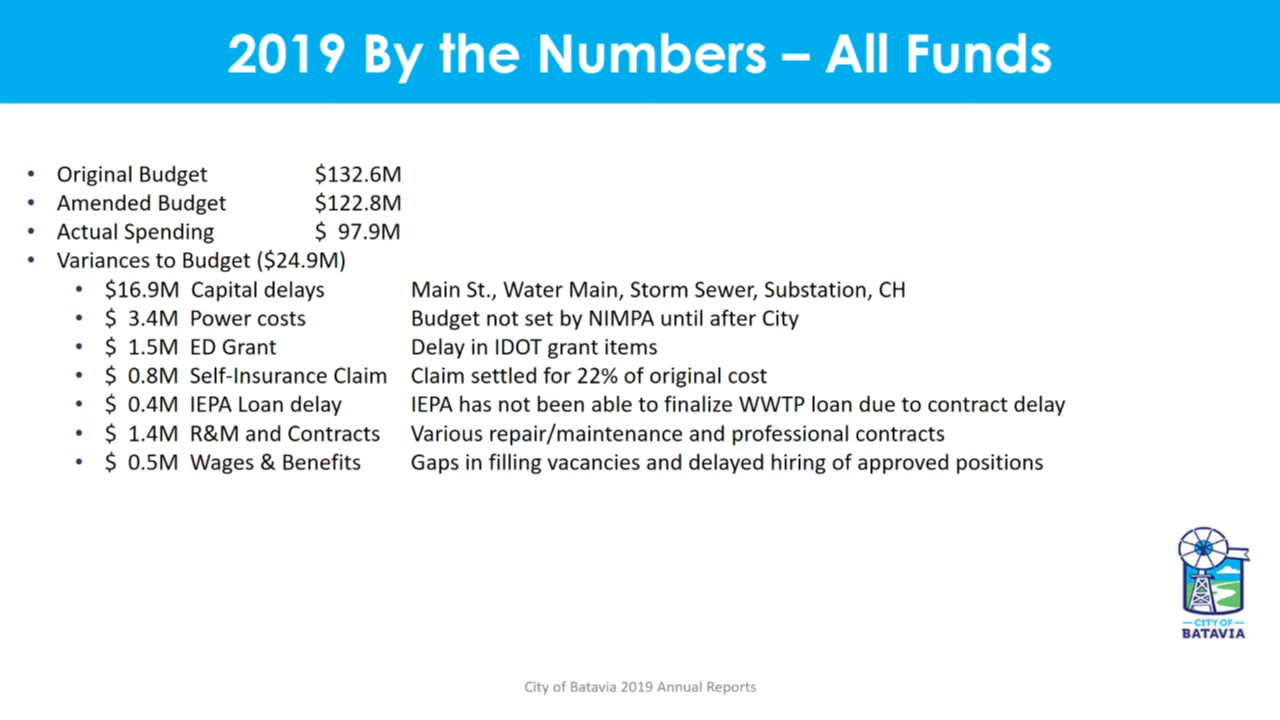 2019 By the Numbers – All Funds
• Original Budget $132.6M
• Amended Budget $122.8M
• Actual Spending $ 97.9M
• Variances to Budget ($24.9M)
• $16.9M Capital delays Main St., Water Main, Storm Sewer, Substation, CH
• $ 3.4M Power costs Budget not set by NIMPA until after City
• $ 1.5M ED Grant Delay in IDOT grant items
• $ 0.8M Self-Insurance Claim Claim settled for 22% of original cost
• $ 0.4M IEPA Loan delay IEPA has not been able to finalize WWTP loan due to contract delay
• $ 1.4M R&M and Contracts Various repair/maintenance and professional contracts
• $ 0.5M Wages & Benefits Gaps in filling vacancies and delayed hiring of approved positions
CITY OF
BATAVIA
City of Batavia 2019 Annual Reports